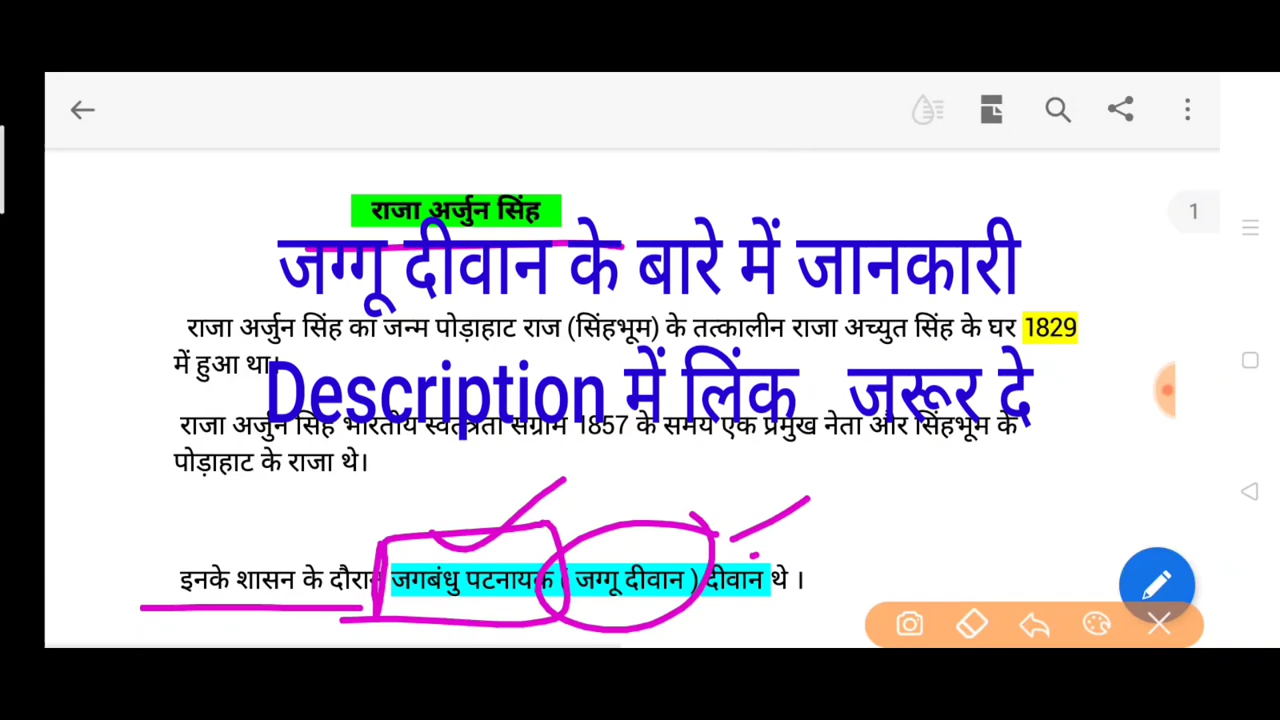 1
राजा अर्जुन सिंह
जग्गू दीवान के बारे में जानकारी
राजा अर्जुन सिंह का जन्म पोड़ाहाट राज (सिंहभूम) के तत्कालीन राजा अच्युत सिंह के घर 1829
में हुआ था।
Description में लिंक जरूर दे
राजा अर्जुन सिंह भारतीय स्वतंत्रता संग्राम 1857 के समय एक प्रमुख नेता और सिंहभूम के
पोड़ाहाट के राजा थे।
इनके शासन के दौरान जगबंधु पटनायक ( जग्गू दीवान ) दीवान थे ।